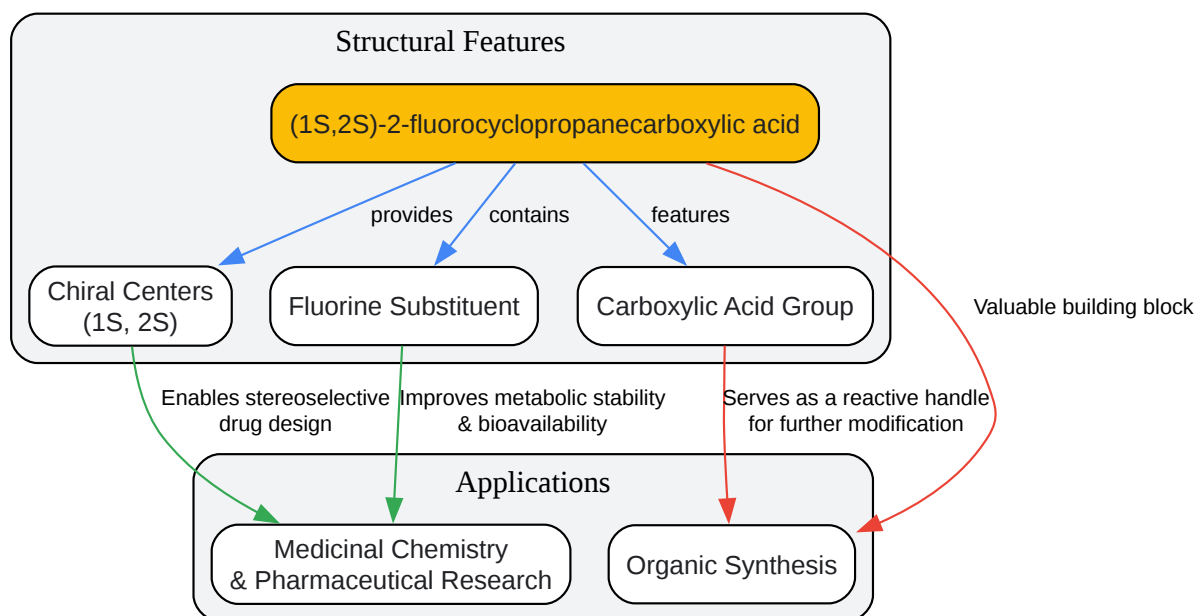 Structural Features
(1S,2S)-2-fluorocyclopropanecarboxylic acid
provides
contains
features
Chiral Centers
(1S, 2S)
Fluorine Substituent
Carboxylic Acid Group
Valuable building block
Enables stereoselective
drug design
Improves metabolic stability
& bioavailability
Serves as a reactive handle
for further modification
Applications
Medicinal Chemistry
& Pharmaceutical Research
Organic Synthesis